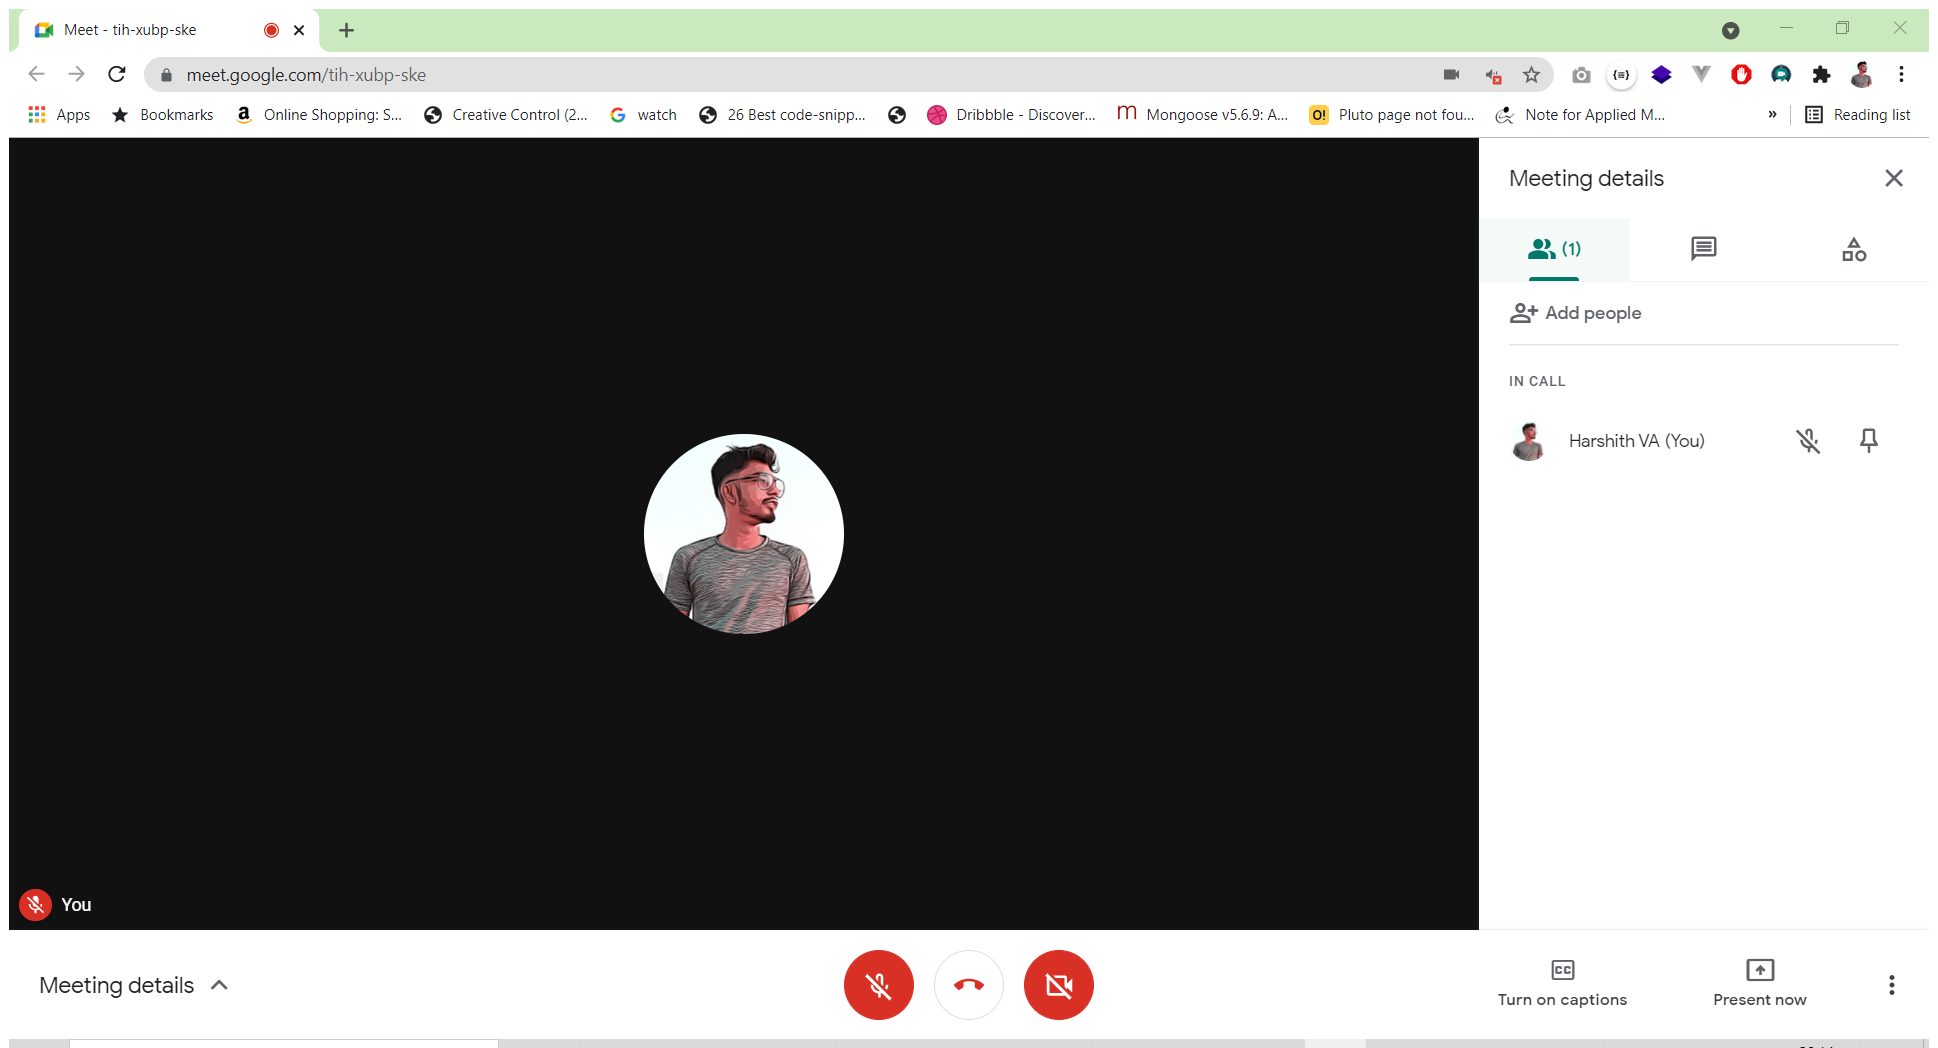 Meet - tih-xubp-ske
meet.google.com/tih-xubp-ske
Apps Bookmarks Online Shopping: S... Creative Control (2... watch 26 Best code-snipp... Dribbble - Discover... Mongoose v5.6.9: A... O! Pluto page not fou... Note for Applied M... » Reading list
Meeting details
(1)
Add people
IN CALL
Harshith VA (You)
You
Meeting details
CC
Turn on captions
Present now